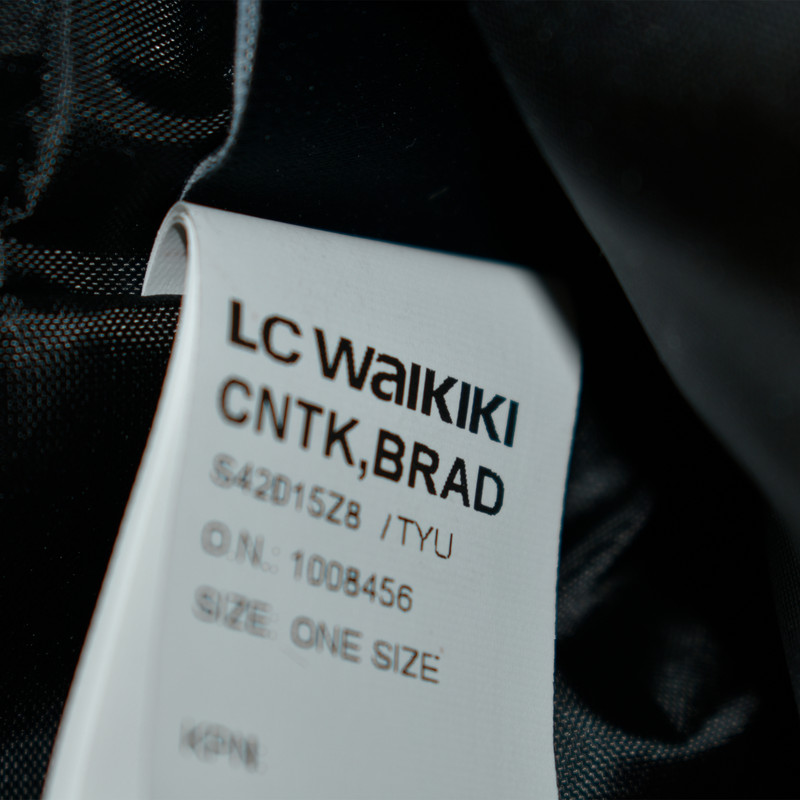 LC WAIKIKI
CNTK,BRAD
S42015Z8 /TYU
O.N.: 1008456
SIZE: ONE SIZE